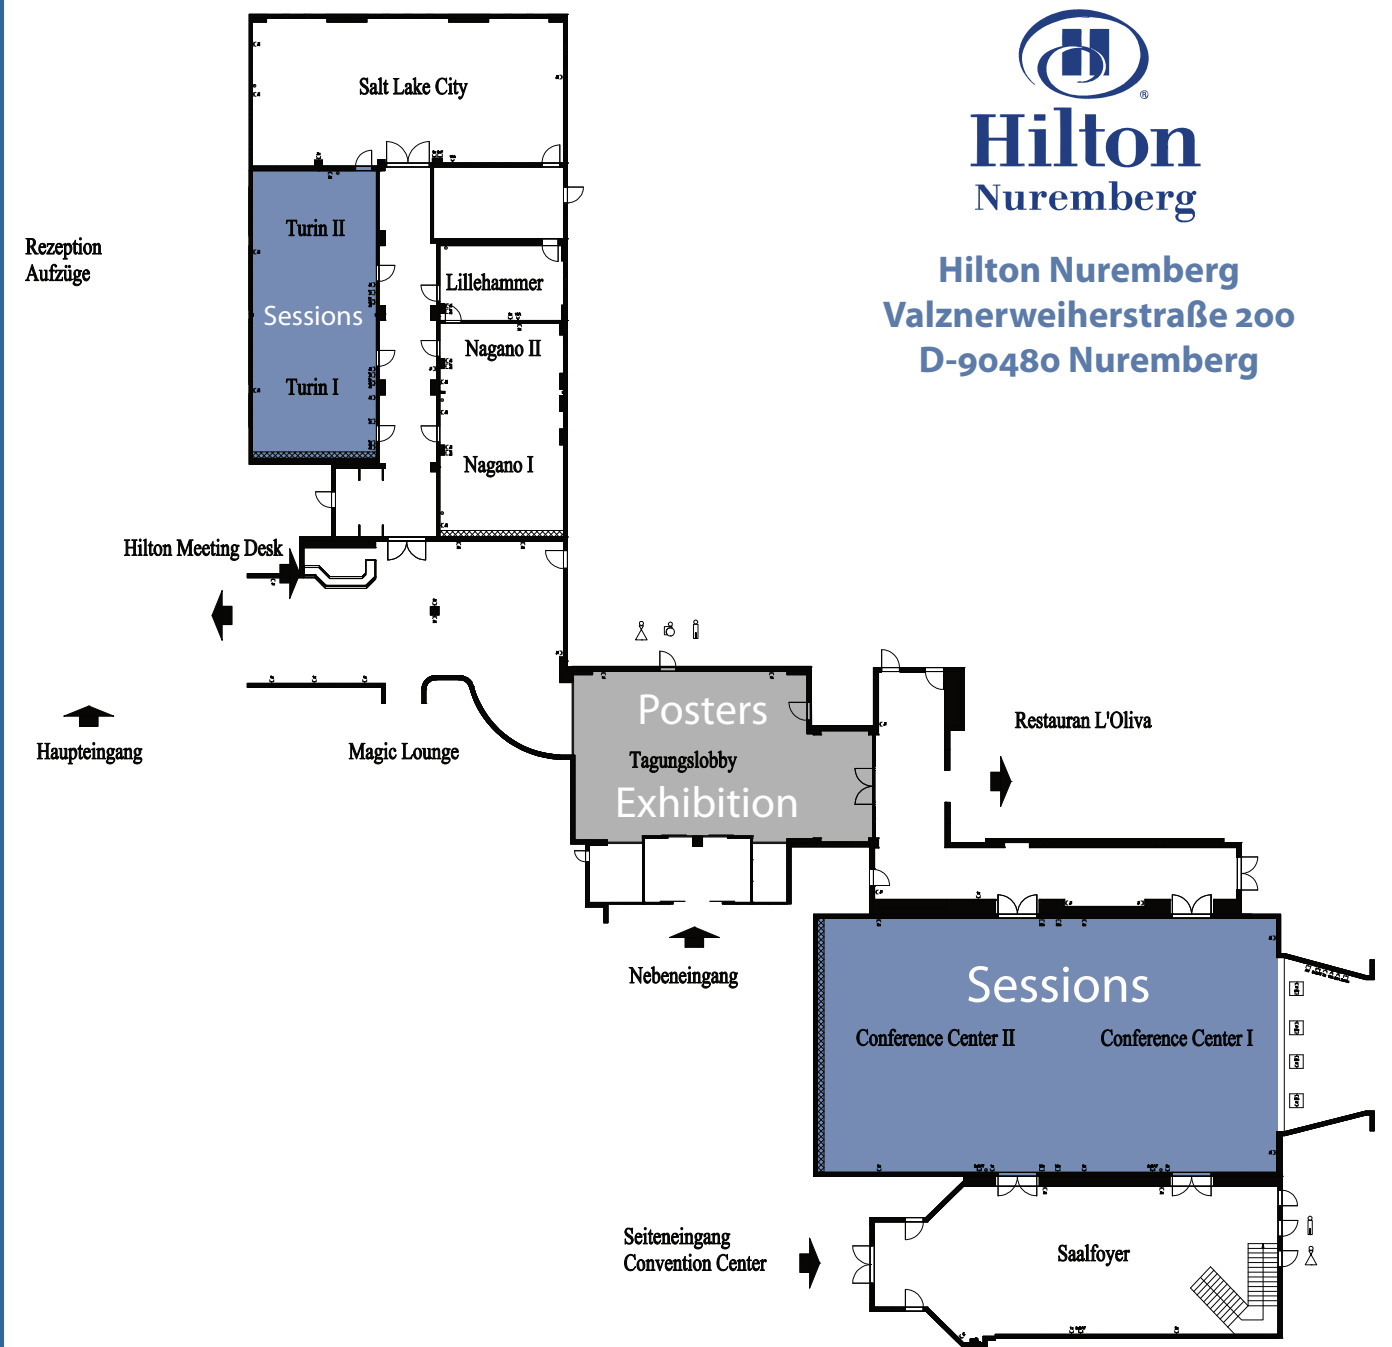 Salt Lake City
Hilton
Nuremberg
Hilton Nuremberg
Valznerweiherstraße 200
D-90480 Nuremberg
Turin II
Rezeption
Aufzüge
Lillehammer
Sessions
Nagano II
Turin I
Nagano I
Hilton Meeting Desk
Haupteingang
Magic Lounge
Posters
Tagungslobby
Exhibition
Restauran L'Oliva
Nebeneingang
Sessions
Conference Center II
Conference Center I
Seiteneingang
Convention Center
Saalfoyer